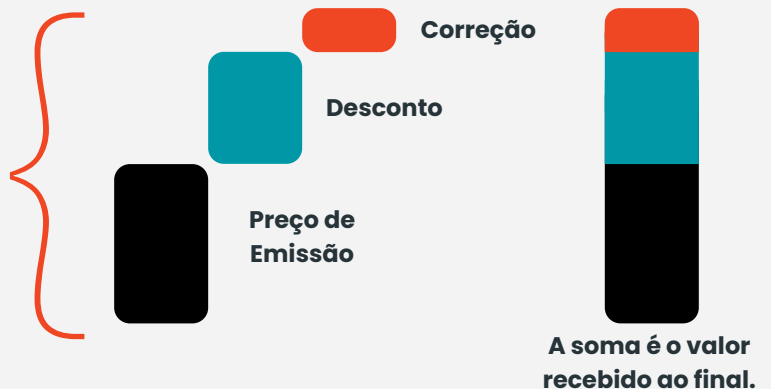 Correção
Desconto
Preço de
Emissão
A soma é o valor
recebido ao final.